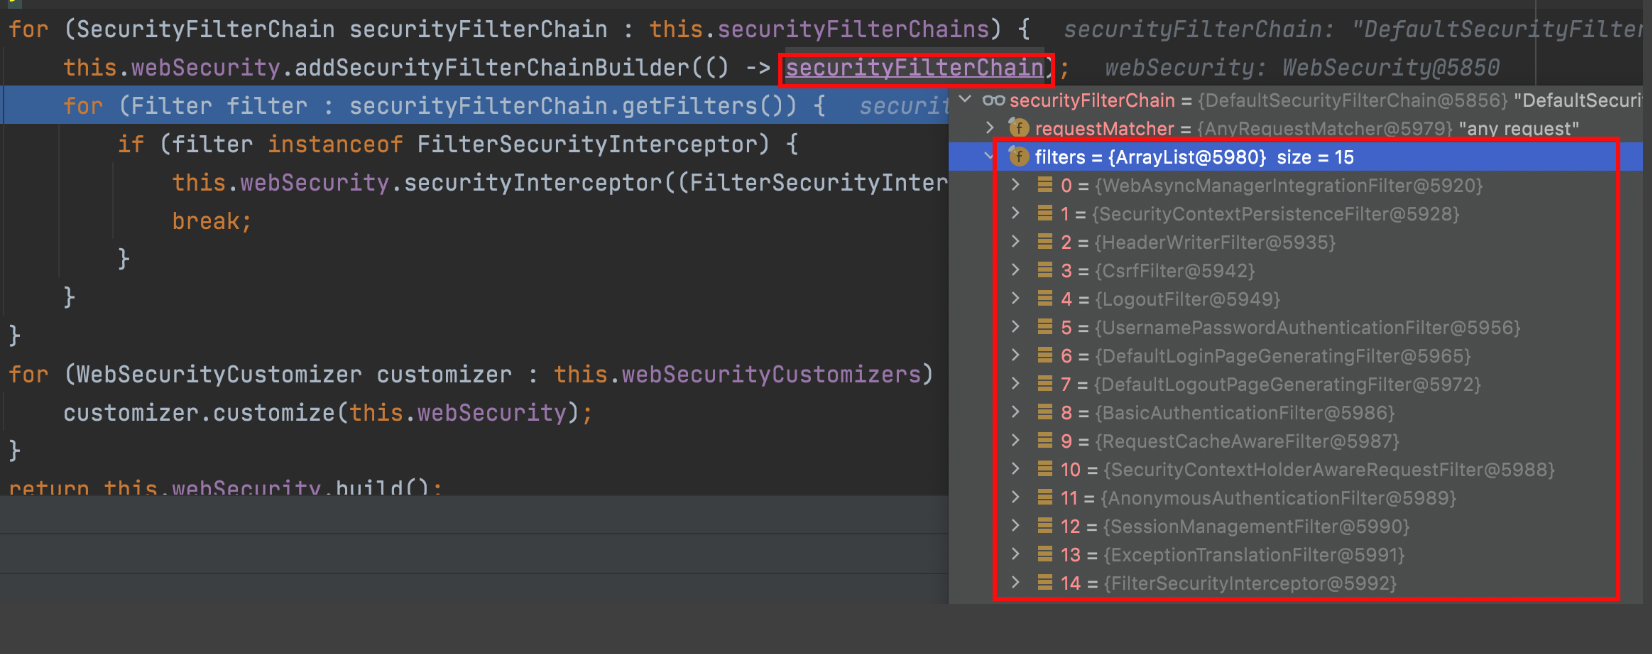 for (SecurityFilterChain securityFilterChain : this.securityFilterChains) { securityFilterChain: "DefaultSecurityFilter
this.webSecurity.addSecurityFilterChainBuilder(() -> securityFilterChain); webSecurity: WebSecurity@5850
for (Filter filter : securityFilterChain.getFilters()) { securit
if (filter instanceof FilterSecurityInterceptor) {
this.webSecurity.securityInterceptor((FilterSecurityInter
break;
}
}
}
for (WebSecurityCustomizer customizer : this.webSecurityCustomizers)
customizer.customize(this.webSecurity);
}
return this.webSecurity.build();
securityFilterChain = {DefaultSecurityFilterChain@5856} "DefaultSecuri
requestMatcher = {AnyRequestMatcher@5979} "any request"
filters = {ArrayList@5980} size = 15
0 = {WebAsyncManagerIntegrationFilter@5920}
1 = {SecurityContextPersistenceFilter@5928}
2 = {HeaderWriterFilter@5935}
3 = {CsrfFilter@5942}
4 = {LogoutFilter@5949}
5 = {UsernamePasswordAuthenticationFilter@5956}
6 = {DefaultLoginPageGeneratingFilter@5965}
7 = {DefaultLogoutPageGeneratingFilter@5972}
8 = {BasicAuthenticationFilter@5986}
9 = {RequestCacheAwareFilter@5987}
10 = {SecurityContextHolderAwareRequestFilter@5988}
11 = {AnonymousAuthenticationFilter@5989}
12 = {SessionManagementFilter@5990}
13 = {ExceptionTranslationFilter@5991}
14 = {FilterSecurityInterceptor@5992}